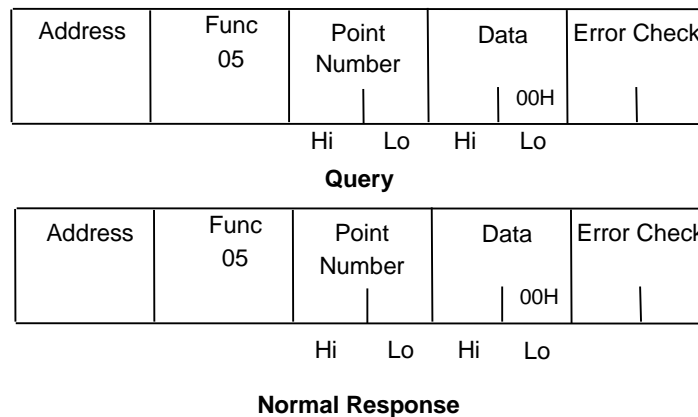 Address Func Point Data Error Check
05 Number
00H
Hi Lo Hi Lo
Query
Address Func Point Data Error Check
05 Number
00H
Hi Lo Hi Lo
Normal Response